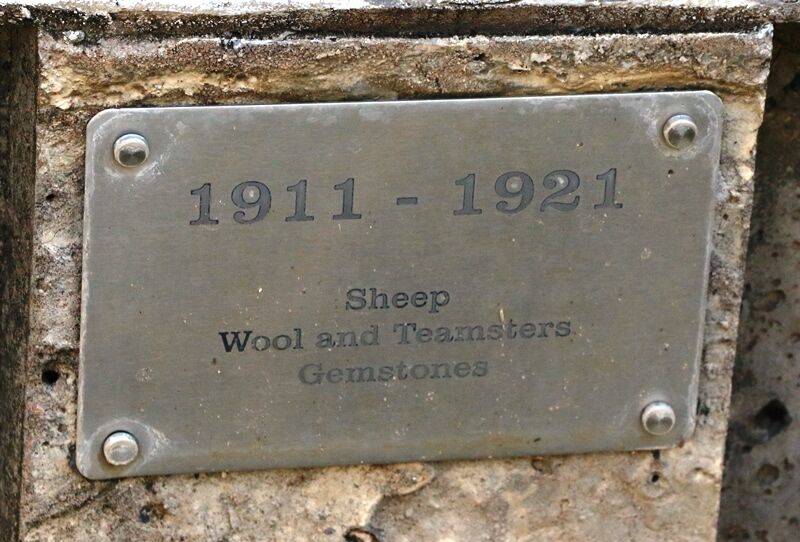 1911 - 1921
Sheep
Wool and Teamsters
Gemstones